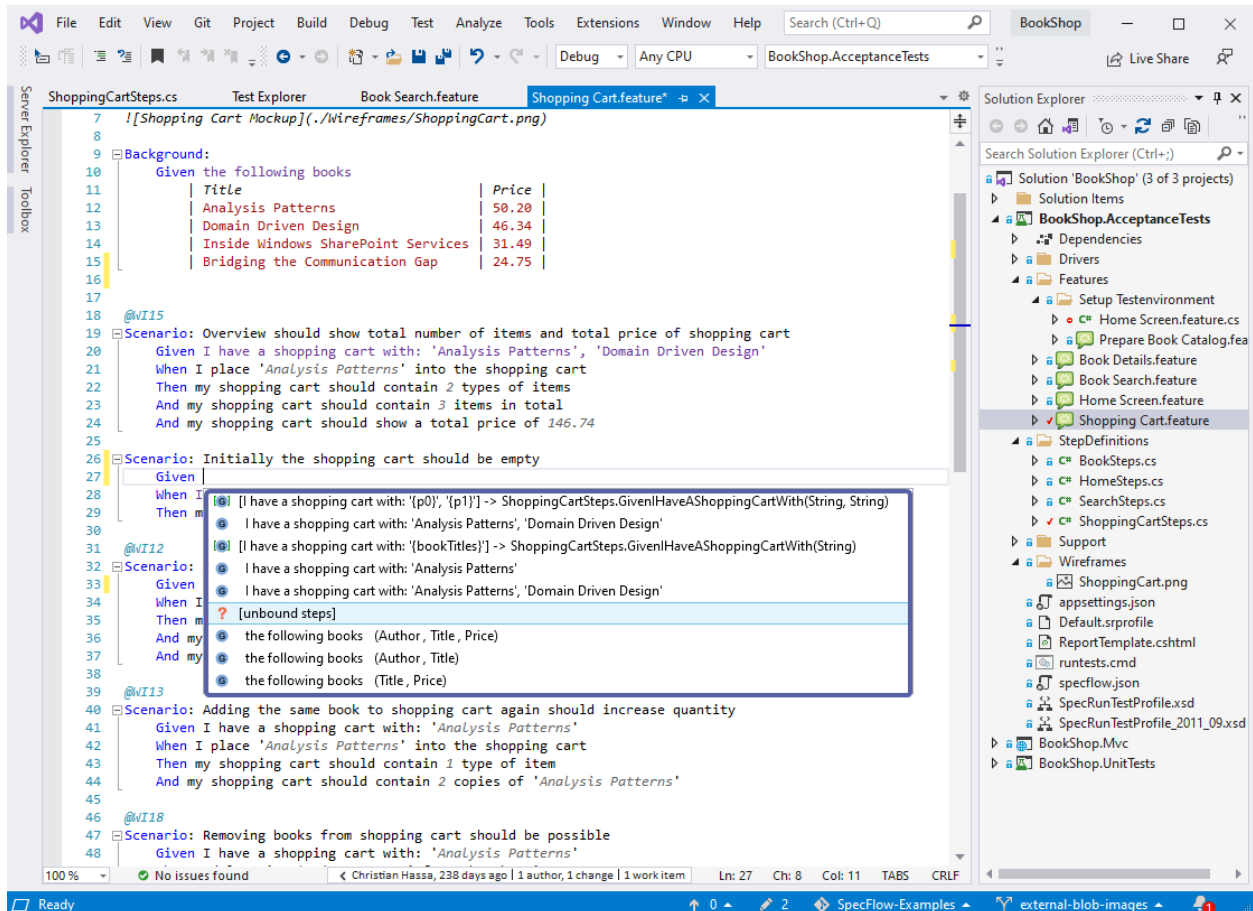 File Edit View Git Project Build Debug Test Analyze Tools Extensions Window Help Search (Ctrl+Q) BookShop
Debug Any CPU BookShop.AcceptanceTests Live Share
Server Explorer
Toolbox
ShoppingCartSteps.cs Test Explorer Book Search.feature Shopping Cart.feature*
7 ![Shopping Cart Mockup](./Wireframes/ShoppingCart.png)
8
9 Background:
10 Given the following books
11 | Title | Price |
12 | Analysis Patterns | 50.20 |
13 | Domain Driven Design | 46.34 |
14 | Inside Windows SharePoint Services | 31.49 |
15 | Bridging the Communication Gap | 24.75 |
16
17
18 @WI15
19 Scenario: Overview should show total number of items and total price of shopping cart
20 Given I have a shopping cart with: 'Analysis Patterns', 'Domain Driven Design'
21 When I place 'Analysis Patterns' into the shopping cart
22 Then my shopping cart should contain 2 types of items
23 And my shopping cart should contain 3 items in total
24 And my shopping cart should show a total price of 146.74
25
26 Scenario: Initially the shopping cart should be empty
27 Given
28 When I
29 Then m
30
31 @WI12
32 Scenario:
33 Given
34 When I
35 Then m
36 And my
37 And my
38
39 @WI13
40 Scenario: Adding the same book to shopping cart again should increase quantity
41 Given I have a shopping cart with: 'Analysis Patterns'
42 When I place 'Analysis Patterns' into the shopping cart
43 Then my shopping cart should contain 1 type of item
44 And my shopping cart should contain 2 copies of 'Analysis Patterns'
45
46 @WI18
47 Scenario: Removing books from shopping cart should be possible
48 Given I have a shopping cart with: 'Analysis Patterns'
[I have a shopping cart with: '{p0}', '{p1}'] -> ShoppingCartSteps.GivenIHaveAShoppingCartWith(String, String)
I have a shopping cart with: 'Analysis Patterns', 'Domain Driven Design'
[I have a shopping cart with: '{bookTitles}'] -> ShoppingCartSteps.GivenIHaveAShoppingCartWith(String)
I have a shopping cart with: 'Analysis Patterns'
I have a shopping cart with: 'Analysis Patterns', 'Domain Driven Design'
? [unbound steps]
the following books (Author , Title , Price)
the following books (Author , Title)
the following books (Title , Price)
100 % No issues found Christian Hassa, 238 days ago | 1 author, 1 change | 1 work item Ln: 27 Ch: 8 Col: 11 TABS CRLF
Solution Explorer
Search Solution Explorer (Ctrl+;)
Solution 'BookShop' (3 of 3 projects)
Solution Items
BookShop.AcceptanceTests
Dependencies
Drivers
Features
Setup Testenvironment
C# Home Screen.feature.cs
Prepare Book Catalog.fea
Book Details.feature
Book Search.feature
Home Screen.feature
Shopping Cart.feature
StepDefinitions
C# BookSteps.cs
C# HomeSteps.cs
C# SearchSteps.cs
C# ShoppingCartSteps.cs
Support
Wireframes
ShoppingCart.png
appsettings.json
Default.srprofile
ReportTemplate.cshtml
runtests.cmd
specflow.json
SpecRunTestProfile.xsd
SpecRunTestProfile_2011_09.xsd
BookShop.Mvc
BookShop.UnitTests
Ready 0 2 SpecFlow-Examples external-blob-images 1